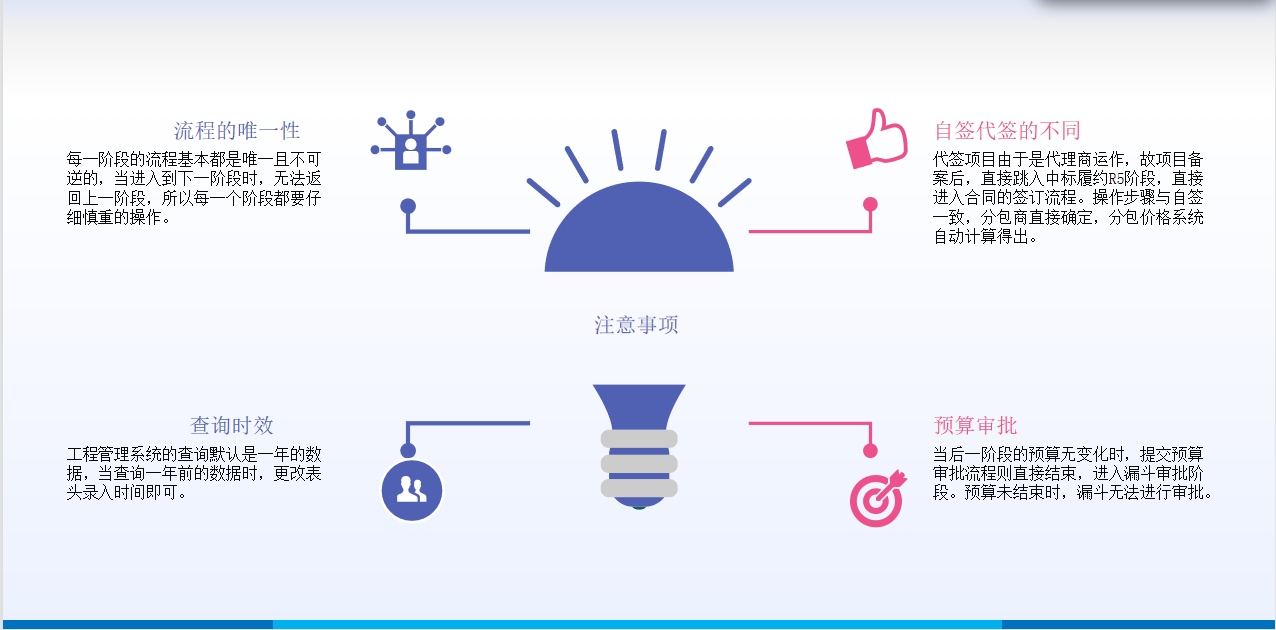 流程的唯一性
每一阶段的流程基本都是唯一且不可
逆的，当进入到下一阶段时，无法返
回上一阶段，所以每一个阶段都要仔
细慎重的操作。
自签代签的不同
代签项目由于是代理商运作，故项目备
案后，直接跳入中标履约R5阶段，直接
进入合同的签订流程。操作步骤与自签
一致，分包商直接确定，分包价格系统
自动计算得出。
注意事项
查询时效
工程管理系统的查询默认是一年的数
据，当查询一年前的数据时，更改表
头录入时间即可。
预算审批
当后一阶段的预算无变化时，提交预算
审批流程则直接结束，进入漏斗审批阶
段。预算未结束时，漏斗无法进行审批。